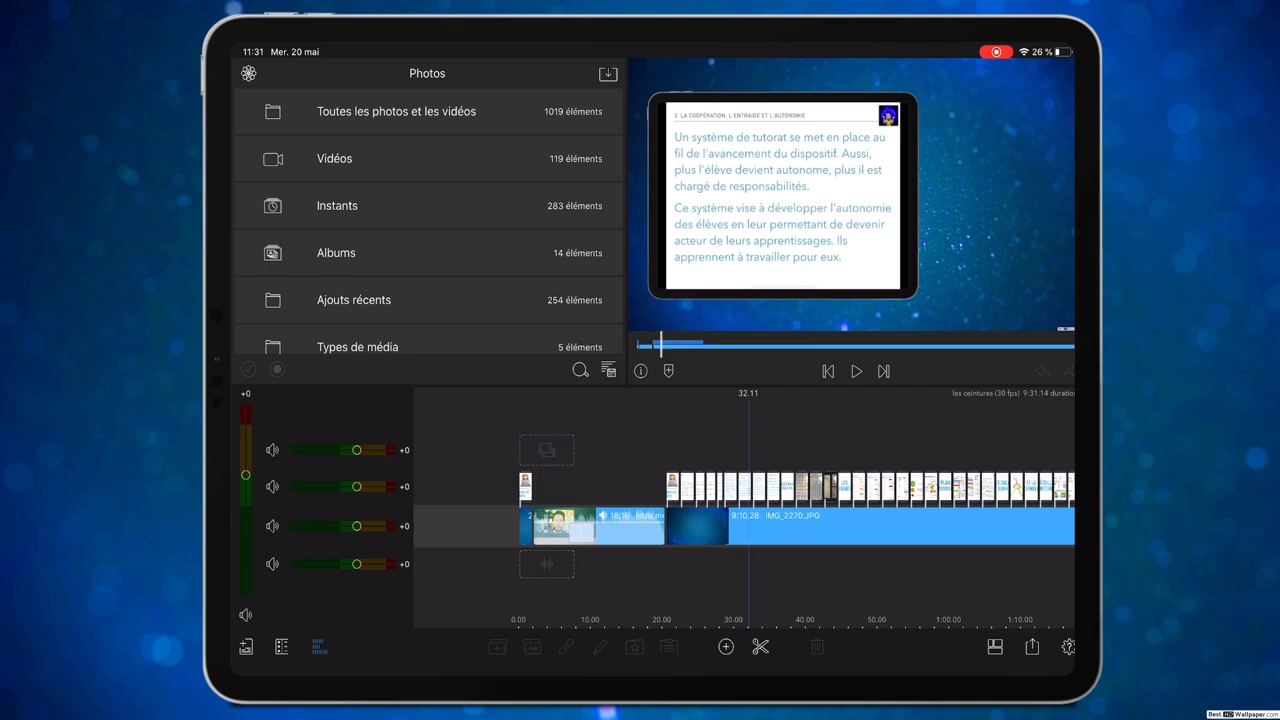 11:31 Mer. 20 mai
26 %
Photos
Toutes les photos et les vidéos 1019 éléments
Vidéos 119 éléments
Instants 283 éléments
Albums 14 éléments
Ajouts récents 254 éléments
Types de média 5 éléments
3. LA COOPÉRATION, L'ENTRAIDE ET L'AUTONOMIE
Un système de tutorat se met en place au
fil de l'avancement du dispositif. Aussi,
plus l'élève devient autonome, plus il est
chargé de responsabilités.
Ce système vise à développer l'autonomie
des élèves en leur permettant de devenir
acteur de leurs apprentissages. Ils
apprennent à travailler pour eux.
+0
32.11
les ceintures (30 fps) 9:31.14 duratio
+0
+0
+0
+0
9:10.28 IMG_2270.JPG
0.00 10.00 20.00 30.00 40.00 50.00 1:00.00 1:10.00
Best HD Wallpaper.com